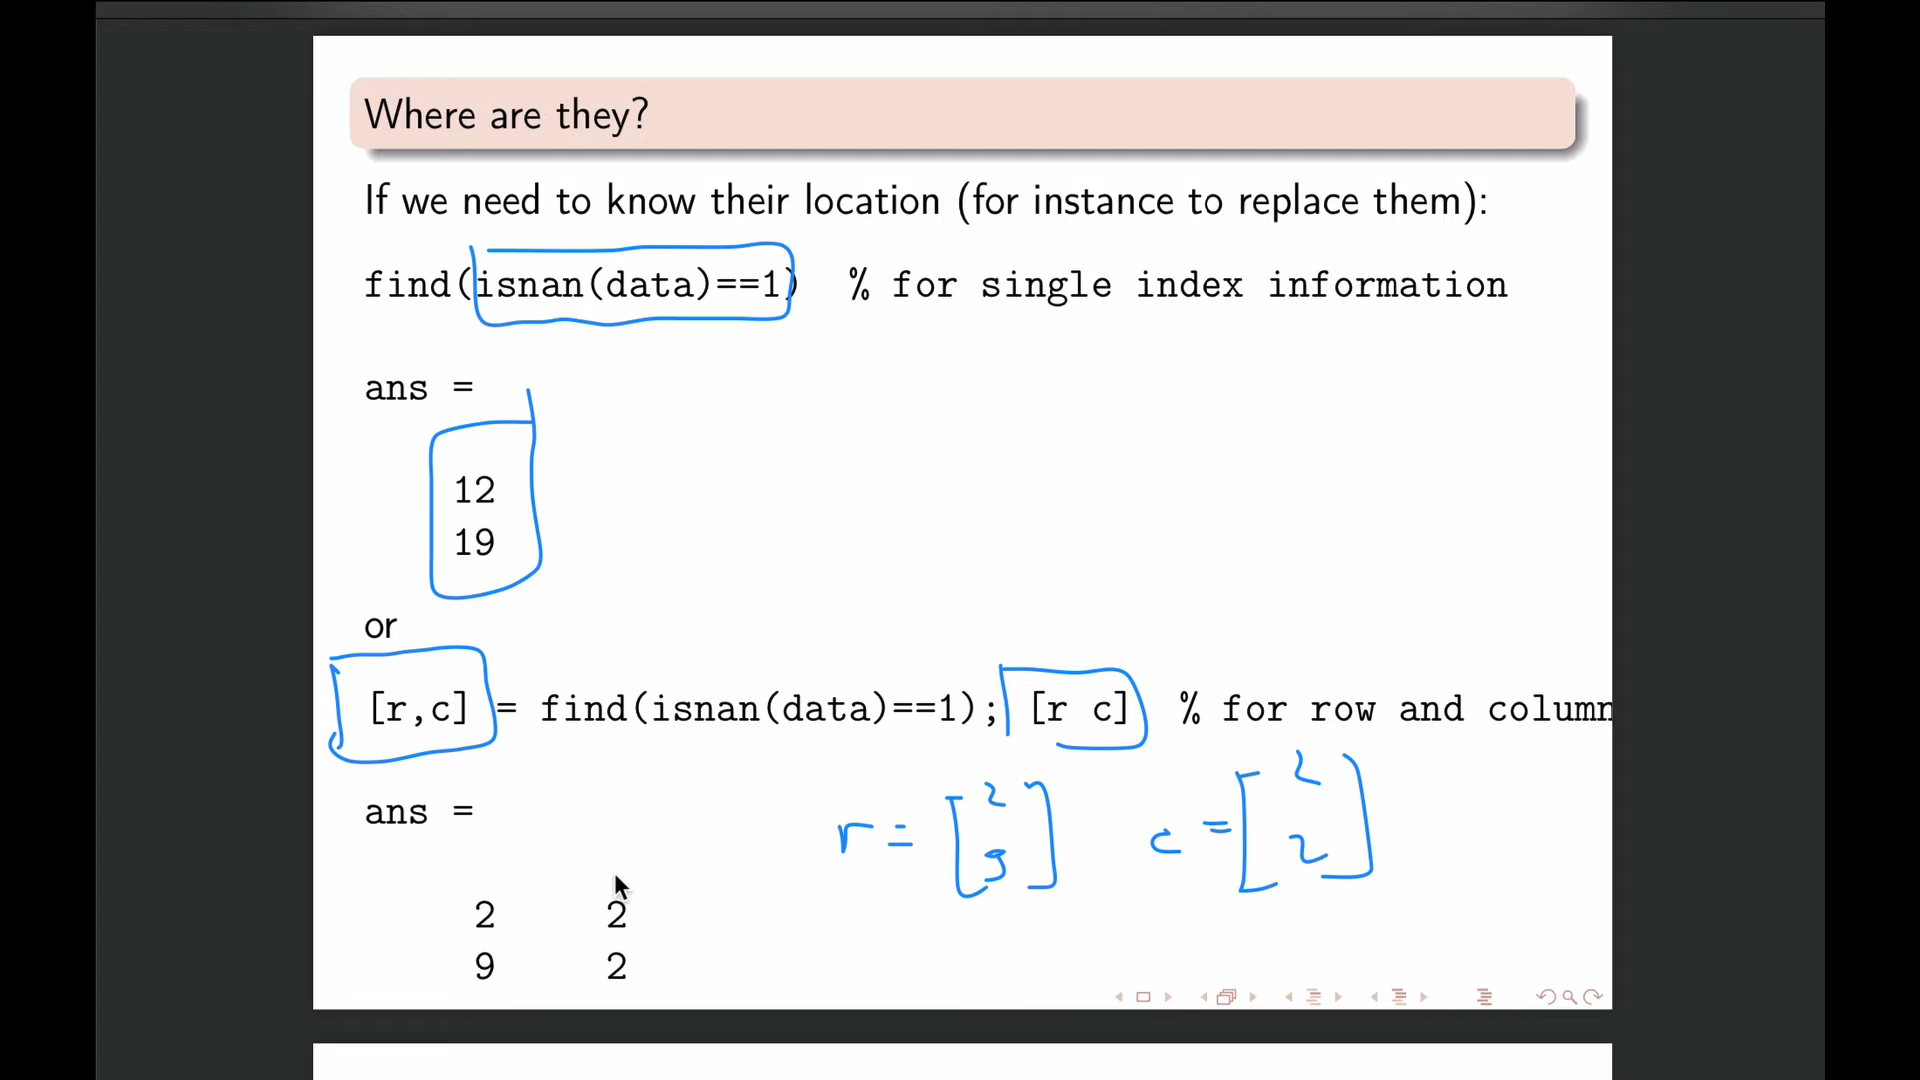 Where are they?
If we need to know their location (for instance to replace them):
find(isnan(data)==1)  % for single index information
ans =
12
19
or
[r,c] = find(isnan(data)==1); [r c]  % for row and column
ans =
r = [2 9]  c = [2 2]
2 2
9 2